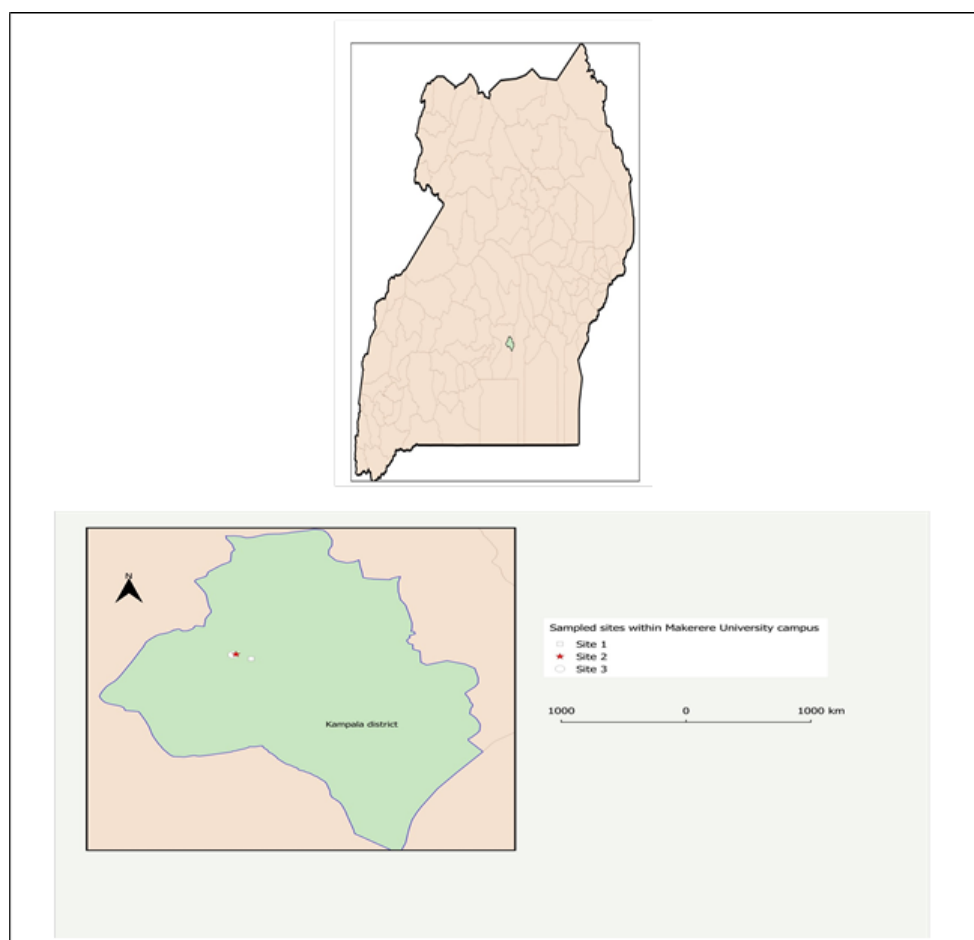 N
Kampala district
Sampled sites within Makerere University campus
Site 1
Site 2
Site 3
1000 0 1000 km